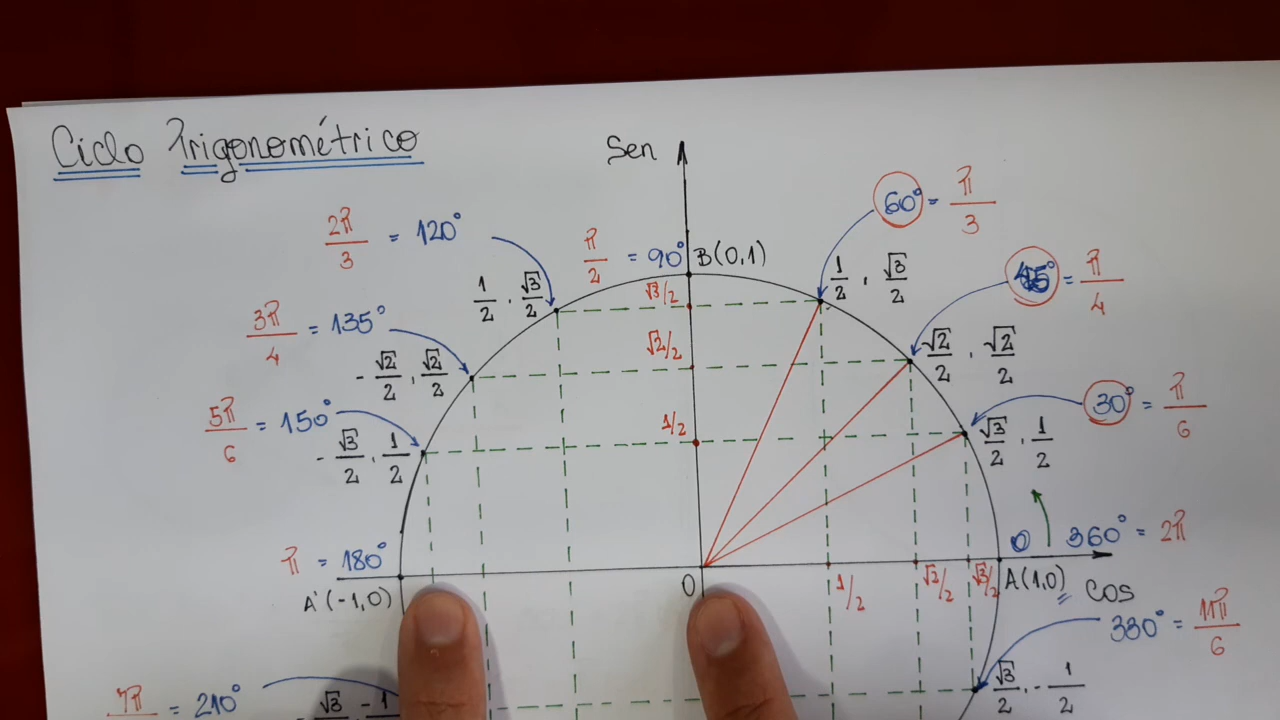 Ciclo Trigonométrico
Sen
60° = π/3
2π/3 = 120°
π/2 = 90° B(0,1)
1/2 . √3/2
√3/2
1/2 . √3/2
45° = π/4
3π/4 = 135°
-√2/2 . √2/2
√2/2
√2/2 . √2/2
5π/6 = 150°
-√3/2 . 1/2
1/2
30° = π/6
√3/2 . 1/2
π = 180°
0 360° = 2π
A'(-1,0)
0
1/2
√2/2
√3/2
A(1,0)
Cos
330° = 11π/6
√3/2 . -1/2
7π = 210°
-√3 . -1